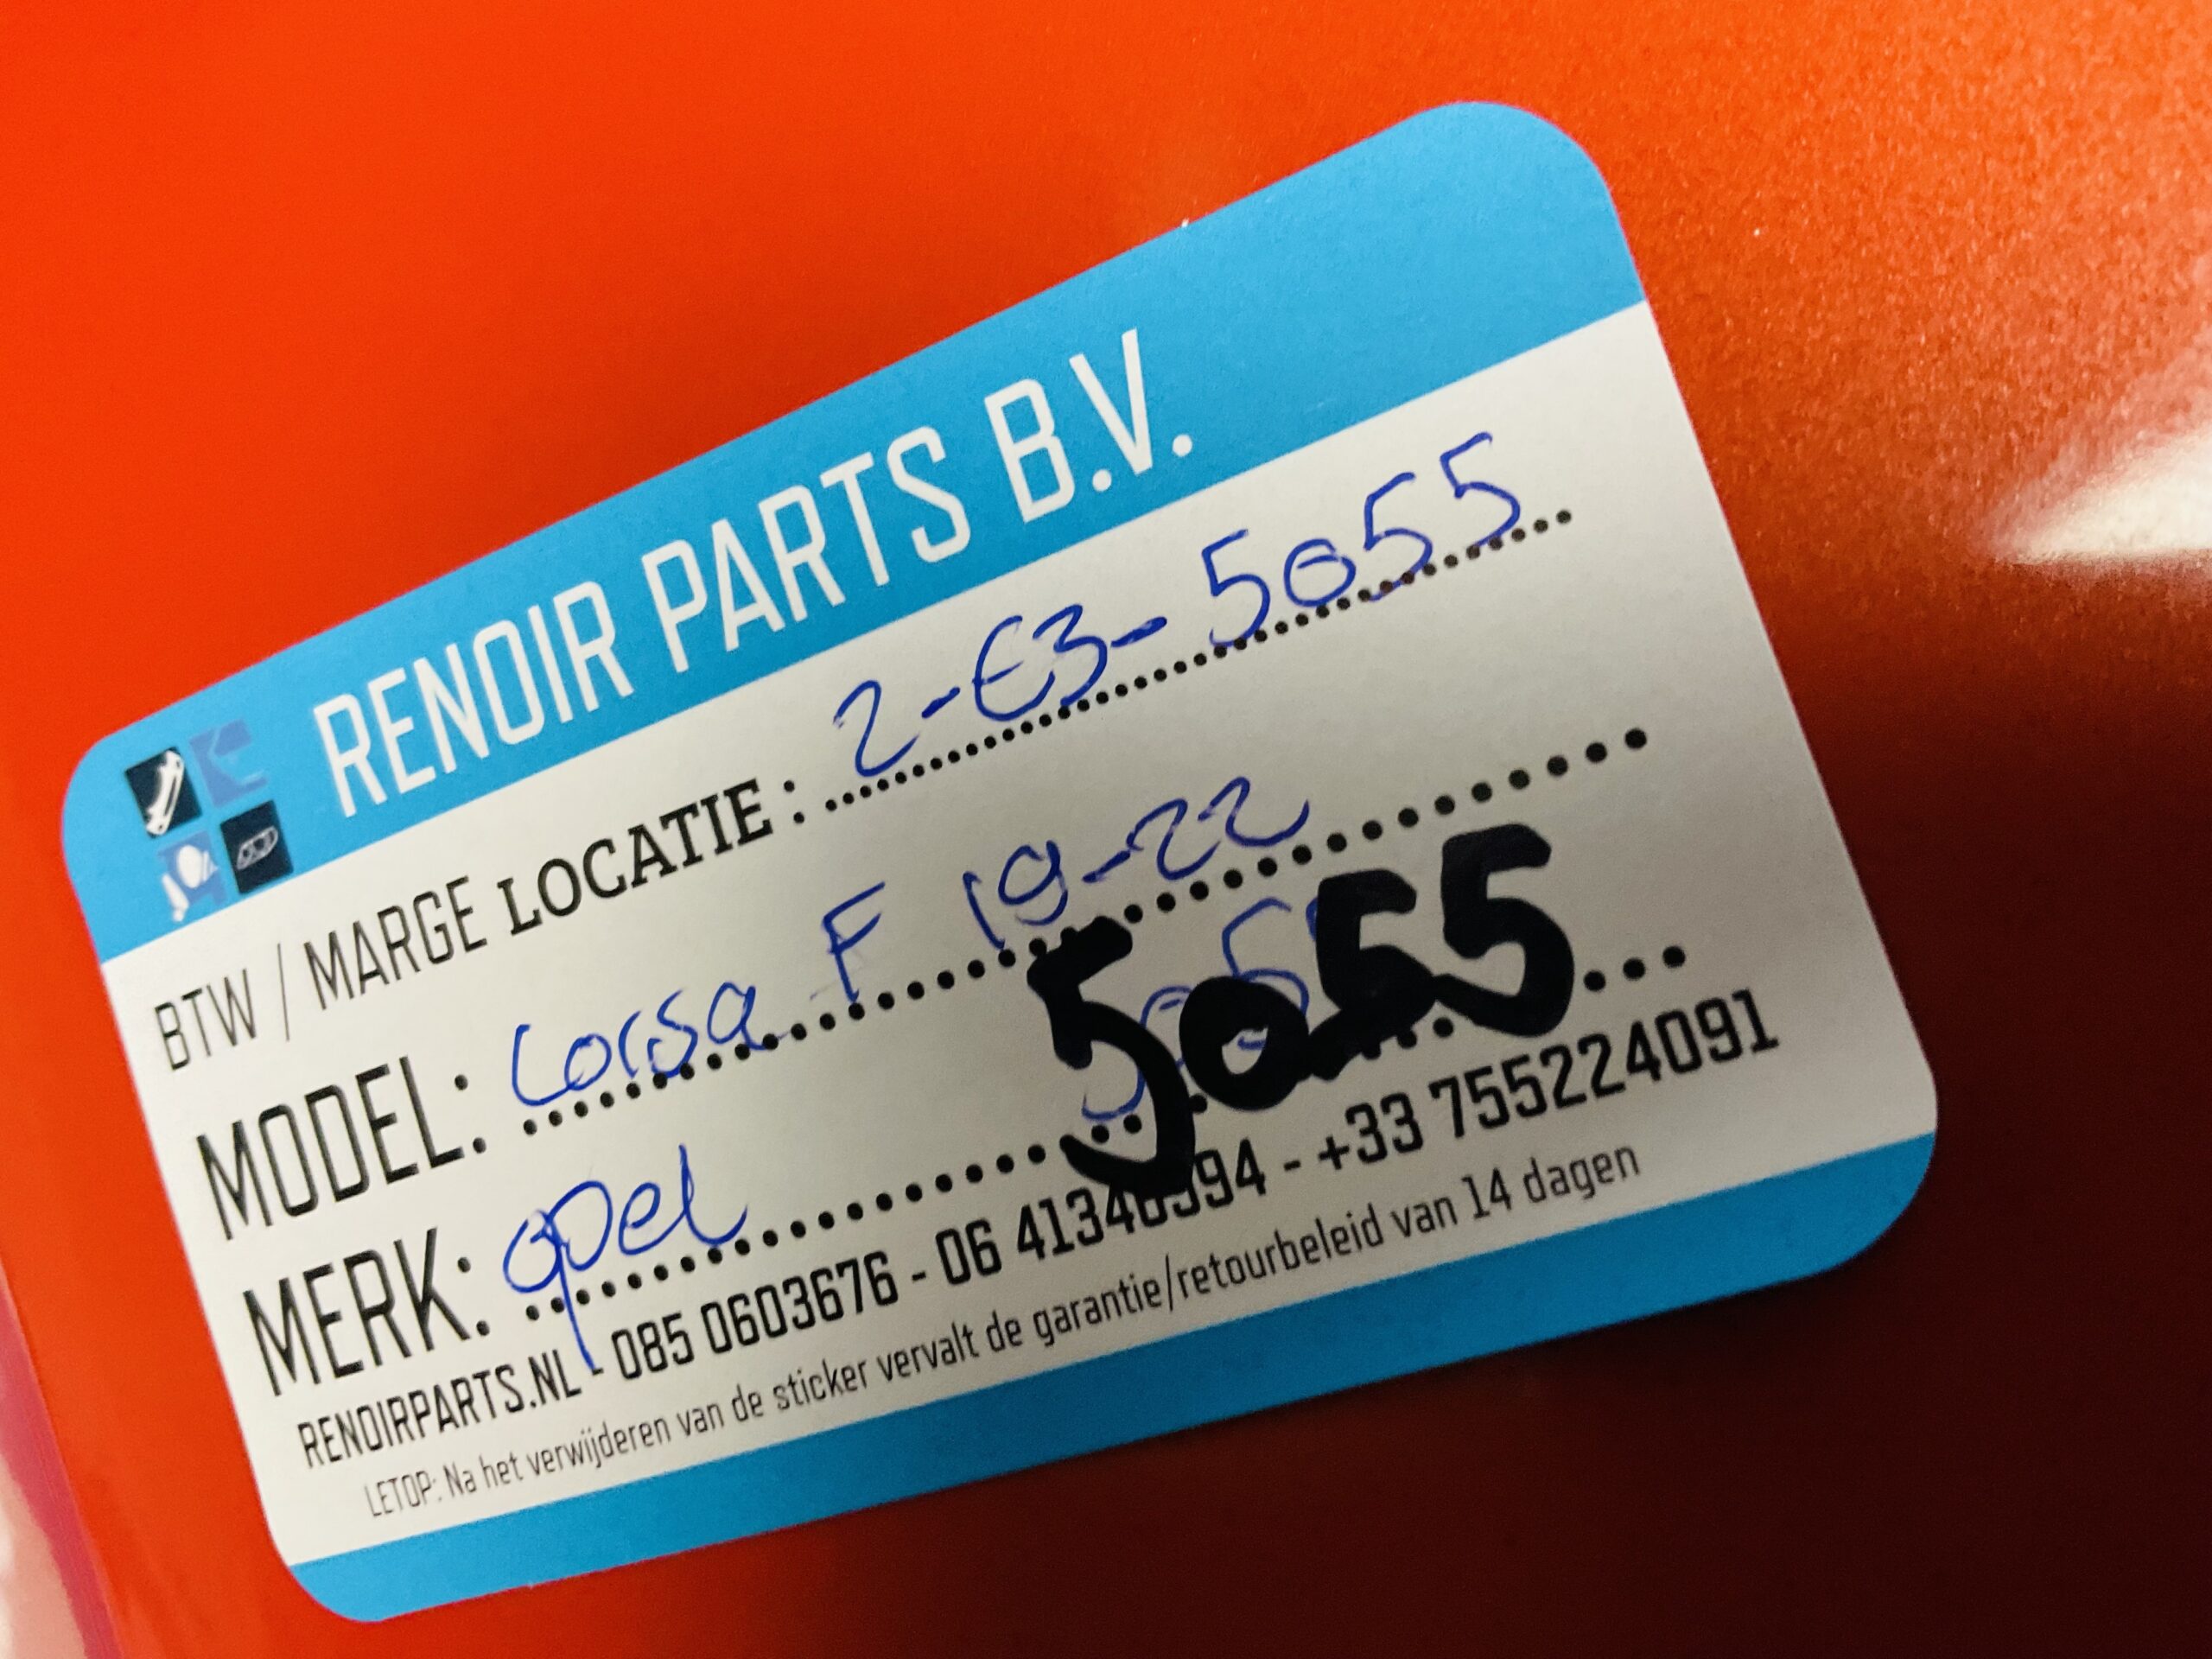 RENOIR PARTS B.V.
BTW / MARGE LOCATIE: 2-E3-5055
MODEL: Corsa F 19-22
5055
MERK: opel
RENOIRPARTS.NL - 085 0603676 - 06 - +33 755224091
LETOP: Na het verwijderen van de sticker vervalt de garantie/retourbeleid van 14 dagen